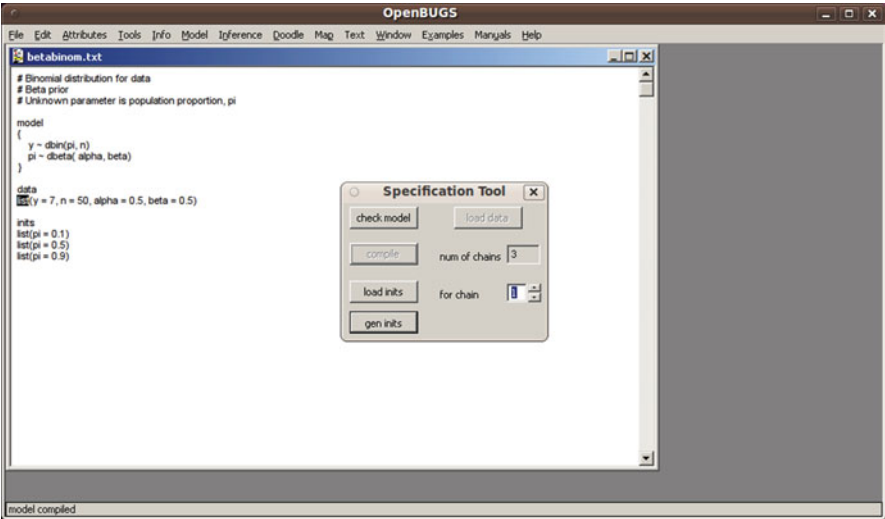 OpenBUGS
File Edit Attributes Tools Info Model Inference Doodle Map Text Window Examples Manuals Help
betabinom.txt
# Binomial distribution for data
# Beta prior
# Unknown parameter is population proportion, pi
model
{
y ~ dbin(pi, n)
pi ~ dbeta( alpha, beta)
}
data
list(y = 7, n = 50, alpha = 0.5, beta = 0.5)
inits
list(pi = 0.1)
list(pi = 0.5)
list(pi = 0.9)
Specification Tool
check model load data
compile num of chains 3
load inits for chain 1
gen inits
model compiled